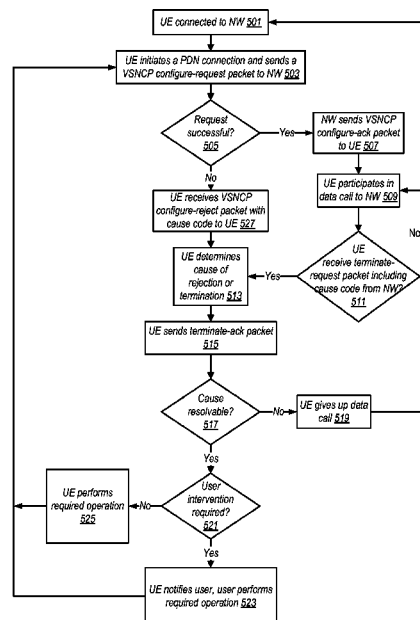 UE connected to NW 501
UE initiates a PDN connection and sends a
VSNCP configure-request packet to NW 503
Request
successful?
505
Yes
NW sends VSNCP
configure-ack packet
to UE 507
No
UE receives VSNCP
configure-reject packet with
cause code to UE 527
UE participates in
data call to NW 509
No
UE
receive terminate-
request packet including
cause code from NW?
511
Yes
UE determines
cause of
rejection or
termination 513
UE sends terminate-ack packet
515
Cause
resolvable?
517
No
UE gives up data
call 519
Yes
User
intervention
required?
521
No
UE performs
required operation
525
Yes
UE notifies user, user performs
required operation 523